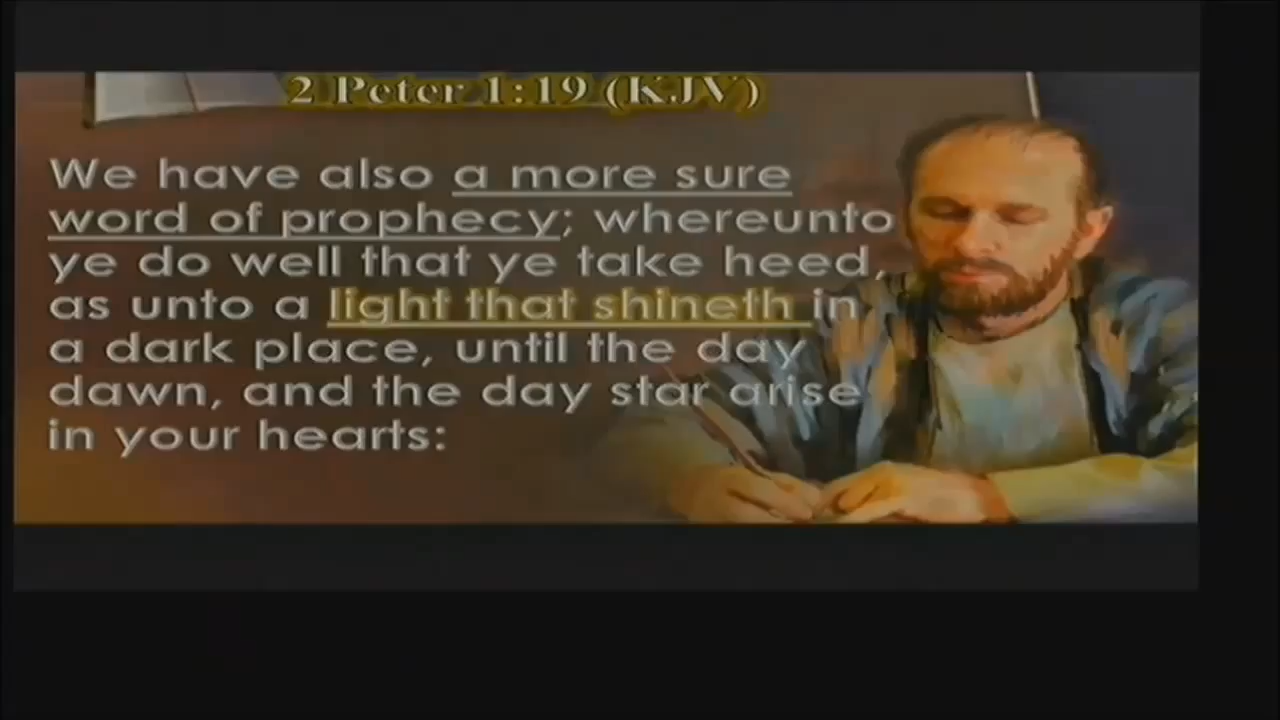 2 Peter 1:19 (KJV)
We have also a more sure
word of prophecy; whereunto
ye do well that ye take heed,
as unto a light that shineth in
a dark place, until the day
dawn, and the day star arise
in your hearts: